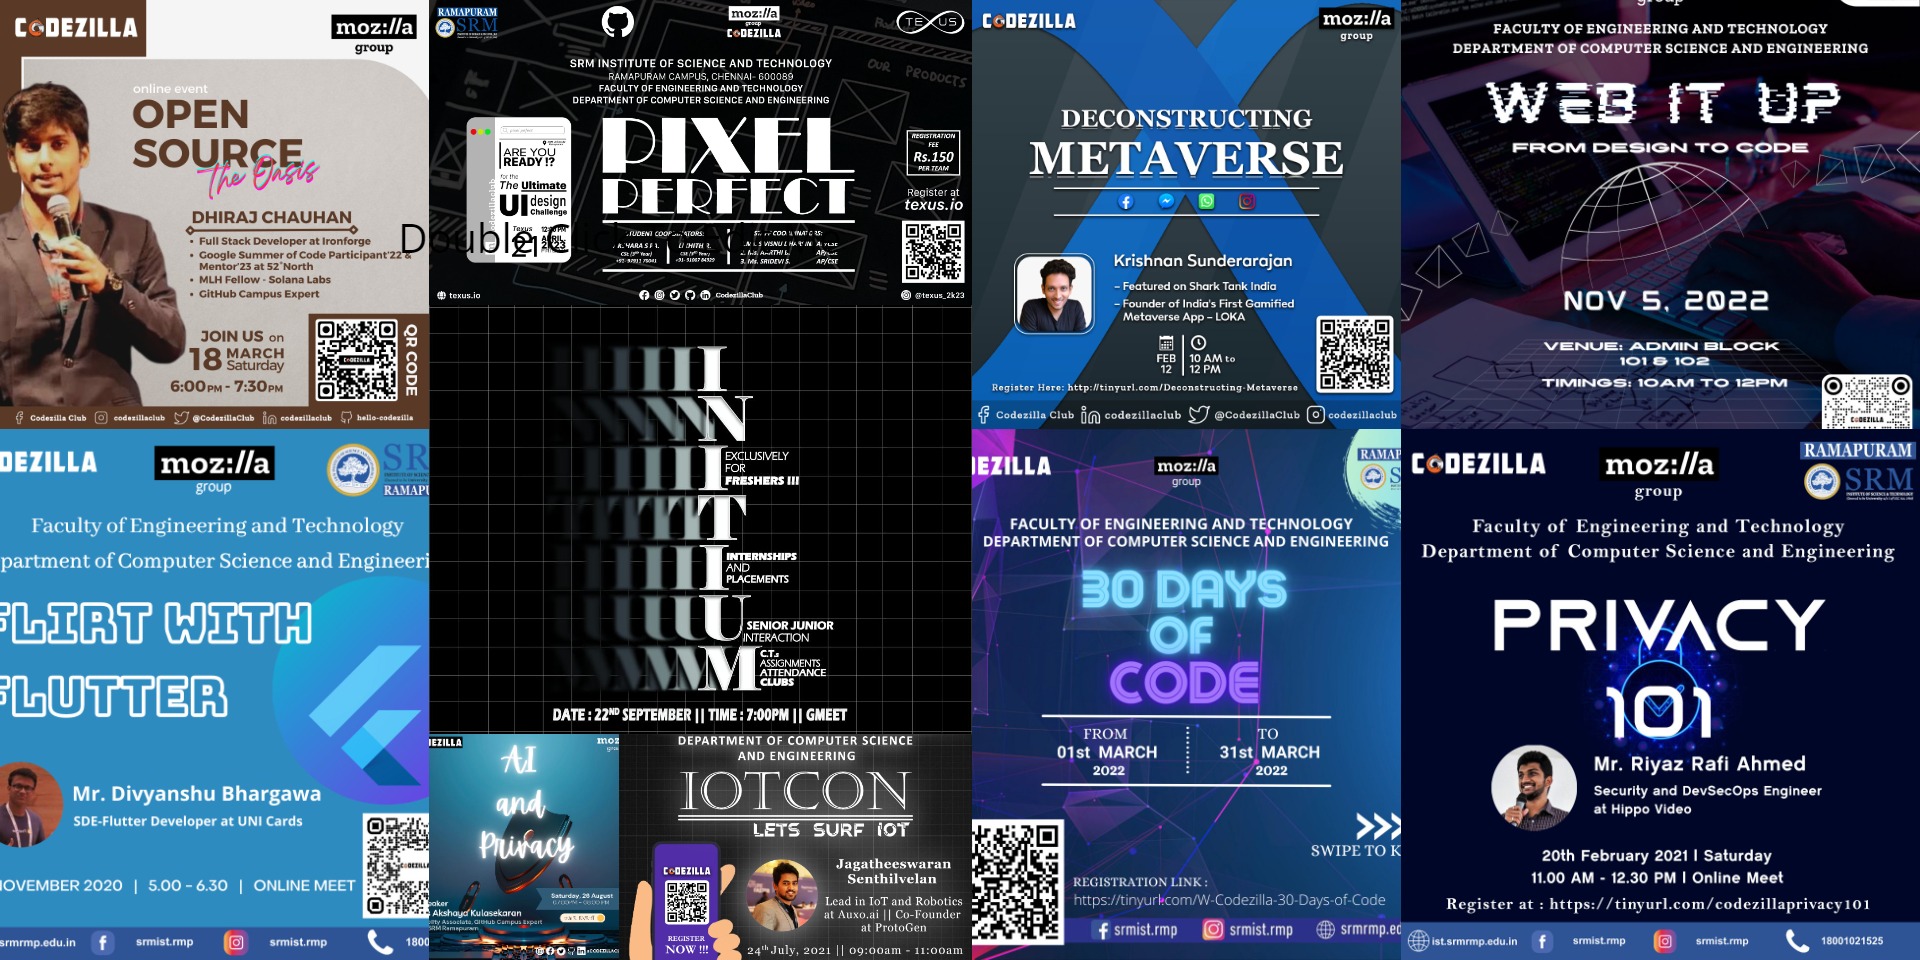 CODEZILLA
moz://a
group
online event
OPEN
SOURCE
The Oasis
DHIRAJ CHAUHAN
• Full Stack Developer at Ironforge
• Google Summer of Code Participant'22 &
Mentor'23 at 52°North
• MLH Fellow - Solana Labs
• GitHub Campus Expert
JOIN US on
18 MARCH
Saturday
6:00PM - 7:30PM
CODEZILLA
QR CODE
Codezilla Club codezillaclub @CodezillaClub codezillaclub hello-codezilla
RAMAPURAM
SRM
moz://a
group
CODEZILLA
TEXUS
OUR PRODUCTS
SRM INSTITUTE OF SCIENCE AND TECHNOLOGY
RAMAPURAM CAMPUS, CHENNAI- 600089
FACULTY OF ENGINEERING AND TECHNOLOGY
DEPARTMENT OF COMPUTER SCIENCE AND ENGINEERING
ARE YOU
READY !?
for the
The Ultimate
UI design
Challenge
Texus
PIXEL
PERFECT
REGISTRATION
FEE
Rs.150
PER TEAM
Register at
texus.io
Double Cli
texus.io
CodezillaClub
@texus_2k23
CODEZILLA
moz://a
group
DECONSTRUCTING
METAVERSE
Krishnan Sunderarajan
– Featured on Shark Tank India
– Founder of India's First Gamified
Metaverse App – LOKA
FEB
12
10 AM to
12 PM
Register Here: http://tinyurl.com/Deconstructing-Metaverse
Codezilla Club codezillaclub @CodezillaClub codezillaclub
group
FACULTY OF ENGINEERING AND TECHNOLOGY
DEPARTMENT OF COMPUTER SCIENCE AND ENGINEERING
WEB IT UP
FROM DESIGN TO CODE
NOV 5, 2022
VENUE: ADMIN BLOCK
101 & 102
TIMINGS: 10AM TO 12PM
CODEZILLA
DEZILLA
moz://a
group
SR
RAMAPU
Faculty of Engineering and Technology
partment of Computer Science and Engineeri
FLIRT WITH
FLUTTER
Mr. Divyanshu Bhargawa
SDE-Flutter Developer at UNI Cards
NOVEMBER 2020 | 5.00 - 6.30 | ONLINE MEET
srmrmp.edu.in srmist.rmp srmist.rmp 1800
INITIUM
EXCLUSIVELY
FOR
FRESHERS !!!
INTERNSHIPS
AND
PLACEMENTS
SENIOR JUNIOR
INTERACTION
C.T.s
ASSIGNMENTS
ATTENDANCE
CLUBS
DATE : 22ND SEPTEMBER || TIME : 7:00PM || GMEET
DEZILLA
moz
AI
and
Privacy
Saturday, 28 August
eaker
Akshaya Kulasekaran
ty Associate, GitHub Campus Expert
SRM Ramapuram
DEPARTMENT OF COMPUTER SCIENCE
AND ENGINEERING
IOTCON
LETS SURF IOT
CODEZILLA
REGISTER
NOW !!!
Jagatheeswaran
Senthilvelan
Lead in IoT and Robotics
at Auxo.ai || Co-Founder
at ProtoGen
24th July, 2021 || 09:00am - 11:00am
DEZILLA
moz://a
group
RAMAP
FACULTY OF ENGINEERING AND TECHNOLOGY
DEPARTMENT OF COMPUTER SCIENCE AND ENGINEERING
30 DAYS
OF
CODE
FROM
01st MARCH
2022
TO
31st MARCH
2022
SWIPE TO K
REGISTRATION LINK :
https://tinyurl.com/W-Codezilla-30-Days-of-Code
srmist.rmp srmist.rmp srmrmp.ed
CODEZILLA
moz://a
group
RAMAPURAM
SRM
Faculty of Engineering and Technology
Department of Computer Science and Engineering
PRIVACY
101
Mr. Riyaz Rafi Ahmed
Security and DevSecOps Engineer
at Hippo Video
20th February 2021 | Saturday
11.00 AM - 12.30 PM | Online Meet
Register at : https://tinyurl.com/codezillaprivacy101
ist.srmrmp.edu.in srmist.rmp srmist.rmp 18001021525